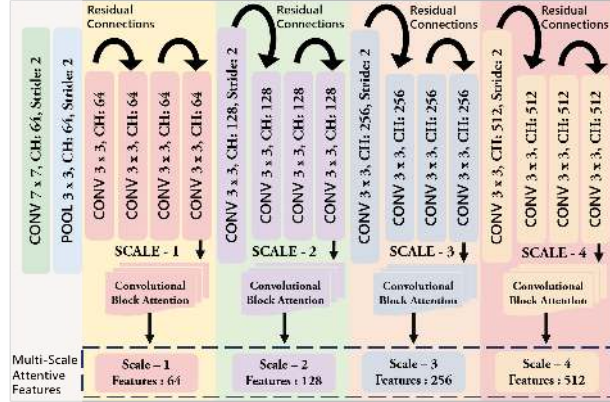 Residual
Connections
Residual
Connections
Residual
Connections
Residual
Connections
CONV 7 x 7, CH: 64, Stride: 2
POOL 3 x 3, CH: 64, Stride: 2
CONV 3 x 3, CH: 64
CONV 3 x 3, CH: 64
CONV 3 x 3, CH: 64
CONV 3 x 3, CH: 64
CONV 3 x 3, CH: 128, Stride: 2
CONV 3 x 3, CH: 128
CONV 3 x 3, CH: 128
CONV 3 x 3, CH: 128
CONV 3 x 3, CH: 256, Stride: 2
CONV 3 x 3, CH: 256
CONV 3 x 3, CH: 256
CONV 3 x 3, CH: 256
CONV 3 x 3, CH: 512, Stride: 2
CONV 3 x 3, CH: 512
CONV 3 x 3, CH: 512
CONV 3 x 3, CH: 512
SCALE - 1
SCALE - 2
SCALE - 3
SCALE - 4
Convolutional
Block Attention
Convolutional
Block Attention
Convolutional
Block Attention
Convolutional
Block Attention
Multi-Scale
Attentive
Features
Scale – 1
Features : 64
Scale – 2
Features : 128
Scale – 3
Features : 256
Scale – 4
Features : 512